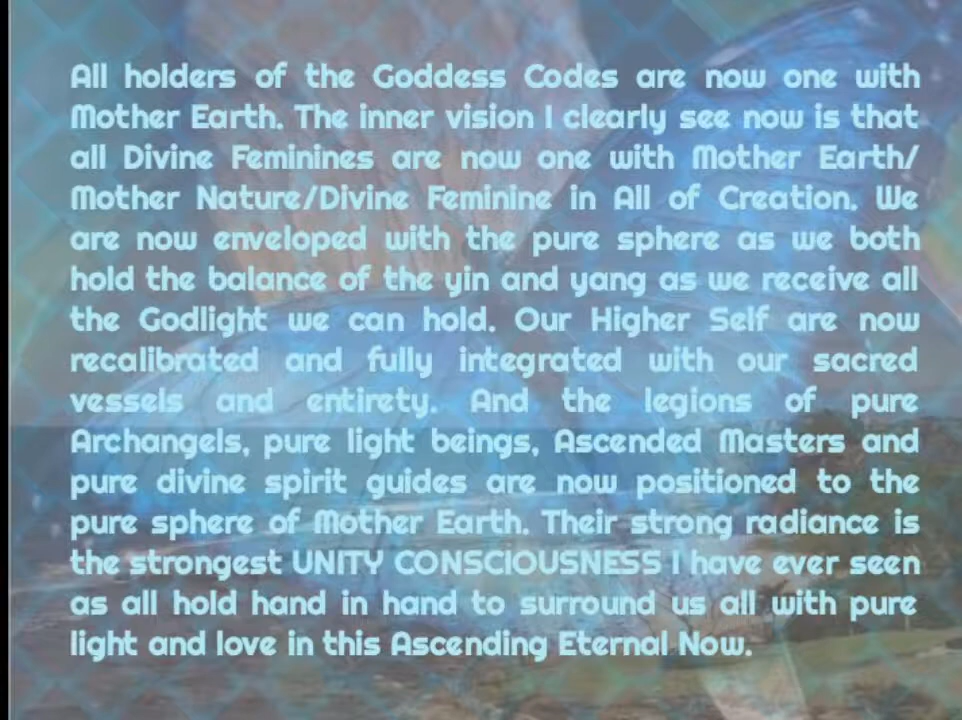 All holders of the Goddess Codes are now one with
Mother Earth. The inner vision I clearly see now is that
all Divine Feminines are now one with Mother Earth/
Mother Nature/Divine Feminine in All of Creation. We
are now enveloped with the pure sphere as we both
hold the balance of the yin and yang as we receive all
the Godlight we can hold. Our Higher Self are now
recalibrated and fully integrated with our sacred
vessels and entirety. And the legions of pure
Archangels, pure light beings, Ascended Masters and
pure divine spirit guides are now positioned to the
pure sphere of Mother Earth. Their strong radiance is
the strongest UNITY CONSCIOUSNESS I have ever seen
as all hold hand in hand to surround us all with pure
light and love in this Ascending Eternal Now.